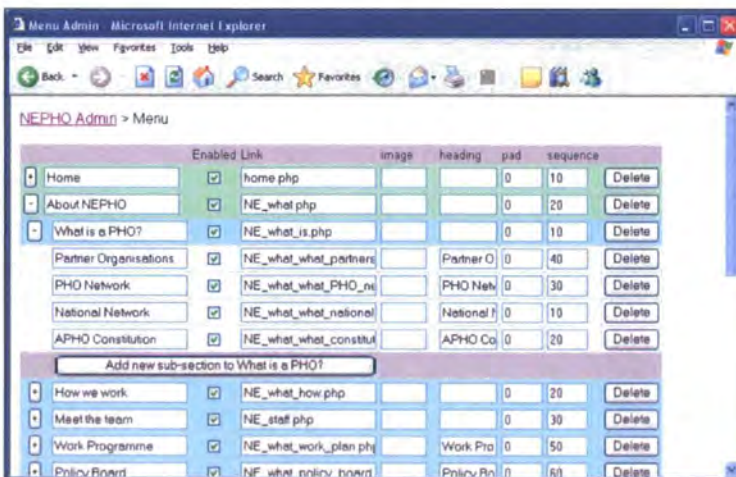 Menu Admin - Microsoft Internet Explorer
File Edit View Favorites Tools Help
Back Search Favorites
NEPHO Admin > Menu
Enabled Link image heading pad sequence
+ Home home.php 0 10 Delete
- About NEPHO NE_what.php 0 20 Delete
- What is a PHO? NE_what_is.php 0 10 Delete
Partner Organisations NE_what_what_partners Partner O 0 40 Delete
PHO Network NE_what_what_PHO_ne PHO Netw 0 30 Delete
National Network NE_what_what_national National N 0 10 Delete
APHO Constitution NE_what_what_constitut APHO Co 0 20 Delete
Add new sub-section to What is a PHO?
+ How we work NE_what_how.php 0 20 Delete
+ Meet the team NE_staff.php 0 30 Delete
+ Work Programme NE_what_work_plan.php Work Pro 0 50 Delete
+ Policy Board NE_what_policy_board Policy Bo 0 60 Delete